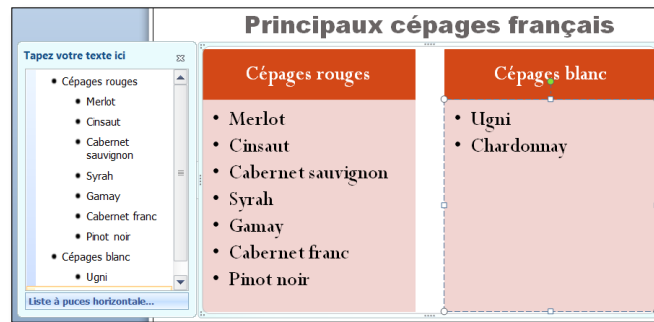 Principaux cépages français
Tapez votre texte ici
Cépages rouges
Merlot
Cinsaut
Cabernet
sauvignon
Syrah
Gamay
Cabernet franc
Pinot noir
Cépages blanc
Ugni
Liste à puces horizontale...
Cépages rouges
• Merlot
• Cinsaut
• Cabernet sauvignon
• Syrah
• Gamay
• Cabernet franc
• Pinot noir
Cépages blanc
• Ugni
• Chardonnay